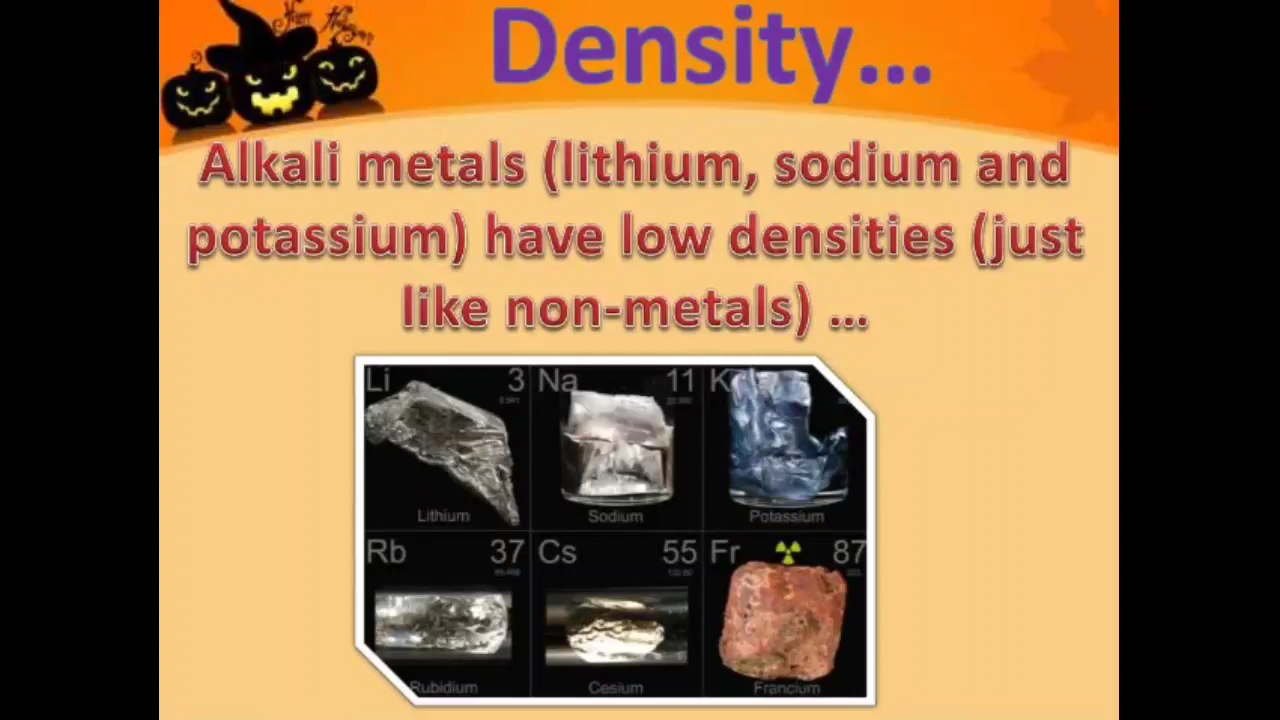 Density...
Alkali metals (lithium, sodium and
potassium) have low densities (just
like non-metals) ...
Li 3 Na 11 K
Lithium Sodium Potassium
Rb 37 Cs 55 Fr 87
Rubidium Cesium Francium